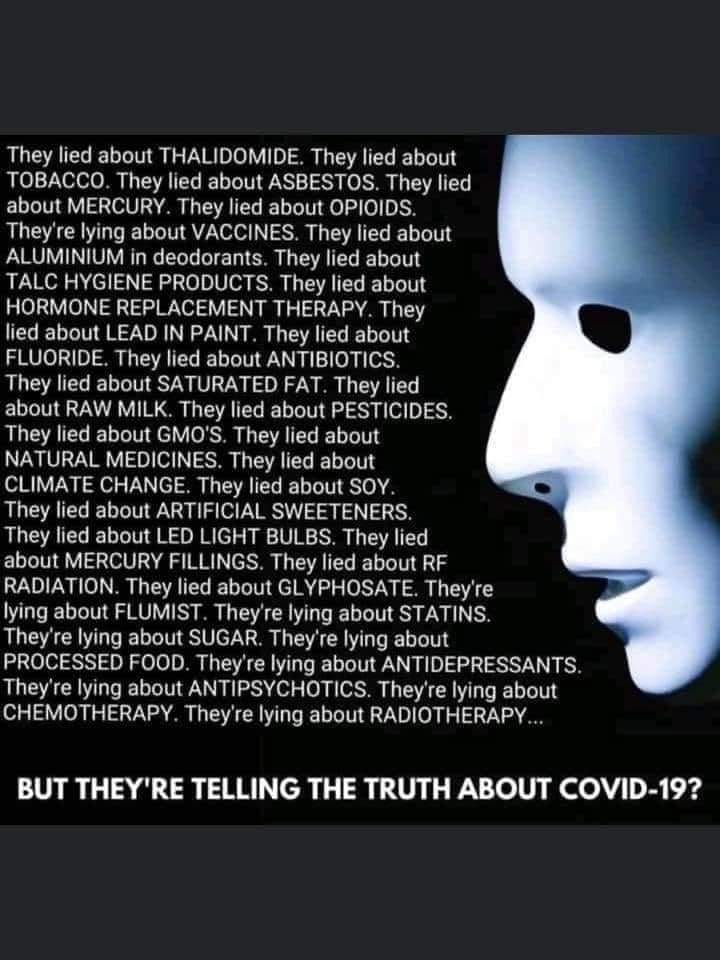 They lied about THALIDOMIDE. They lied about
TOBACCO. They lied about ASBESTOS. They lied
about MERCURY. They lied about OPIOIDS.
They're lying about VACCINES. They lied about
ALUMINIUM in deodorants. They lied about
TALC HYGIENE PRODUCTS. They lied about
HORMONE REPLACEMENT THERAPY. They
lied about LEAD IN PAINT. They lied about
FLUORIDE. They lied about ANTIBIOTICS.
They lied about SATURATED FAT. They lied
about RAW MILK. They lied about PESTICIDES.
They lied about GMO'S. They lied about
NATURAL MEDICINES. They lied about
CLIMATE CHANGE. They lied about SOY.
They lied about ARTIFICIAL SWEETENERS.
They lied about LED LIGHT BULBS. They lied
about MERCURY FILLINGS. They lied about RF
RADIATION. They lied about GLYPHOSATE. They're
lying about FLUMIST. They're lying about STATINS.
They're lying about SUGAR. They're lying about
PROCESSED FOOD. They're lying about ANTIDEPRESSANTS.
They're lying about ANTIPSYCHOTICS. They're lying about
CHEMOTHERAPY. They're lying about RADIOTHERAPY...
BUT THEY'RE TELLING THE TRUTH ABOUT COVID-19?